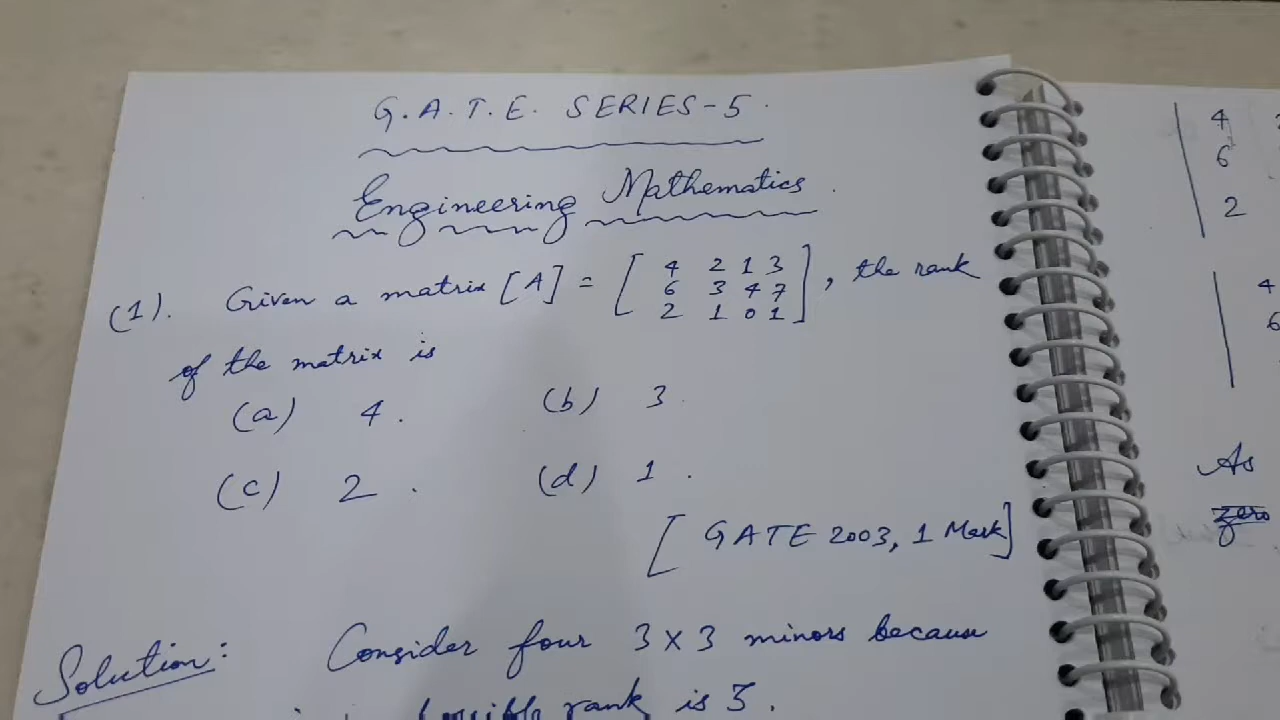 G.A.T.E. SERIES-5.
Engineering Mathematics.
(1). Given a matrix [A] = [ 4 2 1 3
6 3 4 7
2 1 0 1 ], the rank
of the matrix is
(a) 4. (b) 3.
(c) 2. (d) 1.
[GATE 2003, 1 Mark]
Solution: Consider four 3×3 minors because
possible rank is 3.
4
6
2
4
6
As
zero